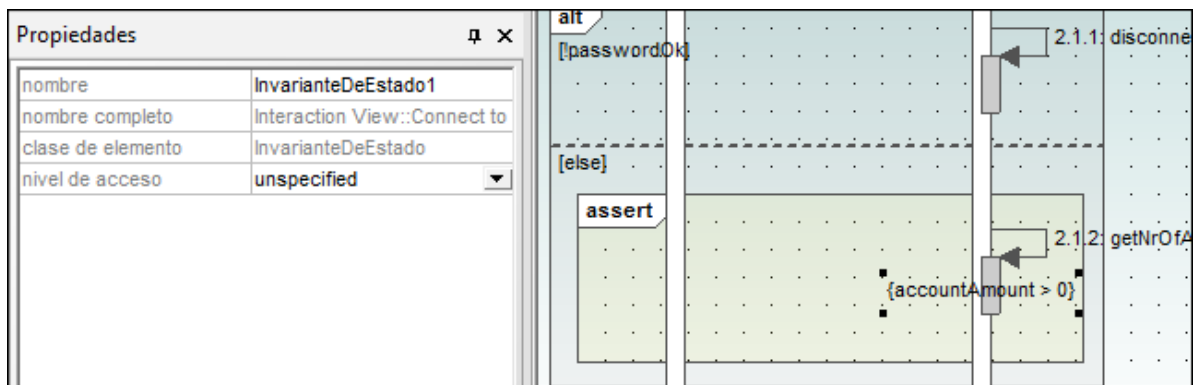 Propiedades
nombre InvarianteDeEstado1
nombre completo Interaction View::Connect to
clase de elemento InvarianteDeEstado
nivel de acceso unspecified
alt
[!passwordOk]
2.1.1: disconne
[else]
assert
2.1.2: getNrOfA
{accountAmount > 0}